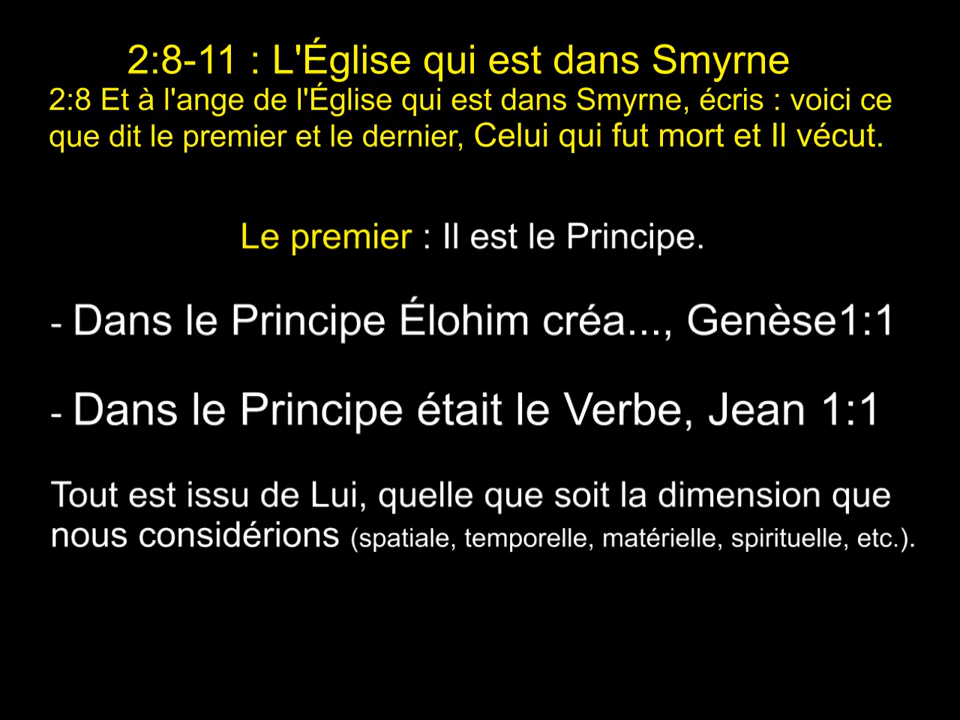 2:8-11 : L'Église qui est dans Smyrne
2:8 Et à l'ange de l'Église qui est dans Smyrne, écris : voici ce
que dit le premier et le dernier, Celui qui fut mort et Il vécut.
Le premier : Il est le Principe.
- Dans le Principe Élohim créa..., Genèse1:1
- Dans le Principe était le Verbe, Jean 1:1
Tout est issu de Lui, quelle que soit la dimension que
nous considérions (spatiale, temporelle, matérielle, spirituelle, etc.).